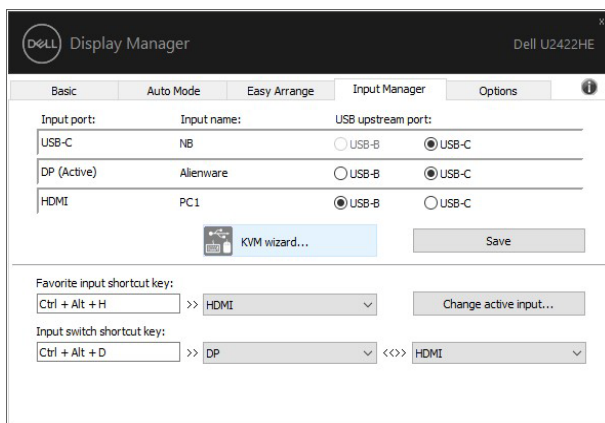 x
DELL Display Manager Dell U2422HE
Basic Auto Mode Easy Arrange Input Manager Options i
Input port: Input name: USB upstream port:
USB-C NB USB-B USB-C
DP (Active) Alienware USB-B USB-C
HDMI PC1 USB-B USB-C
KVM wizard... Save
Favorite input shortcut key:
Ctrl + Alt + H >> HDMI Change active input...
Input switch shortcut key:
Ctrl + Alt + D >> DP <<>> HDMI